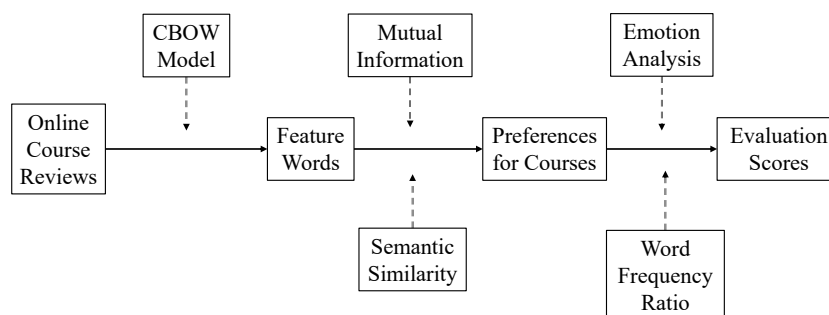 CBOW
Model
Mutual
Information
Emotion
Analysis
Online
Course
Reviews
Feature
Words
Preferences
for Courses
Evaluation
Scores
Semantic
Similarity
Word
Frequency
Ratio